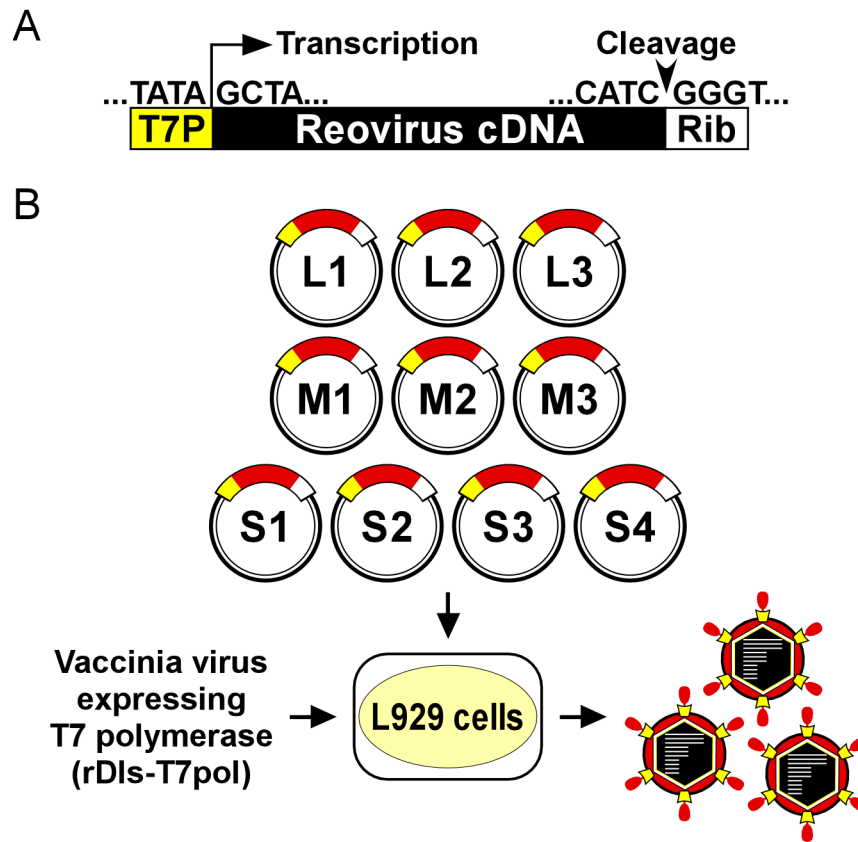 A
Transcription Cleavage
...TATA GCTA... ...CATC GGGT...
T7P Reovirus cDNA Rib
B
L1 L2 L3
M1 M2 M3
S1 S2 S3 S4
Vaccinia virus
expressing
T7 polymerase
(rDIs-T7pol)
L929 cells